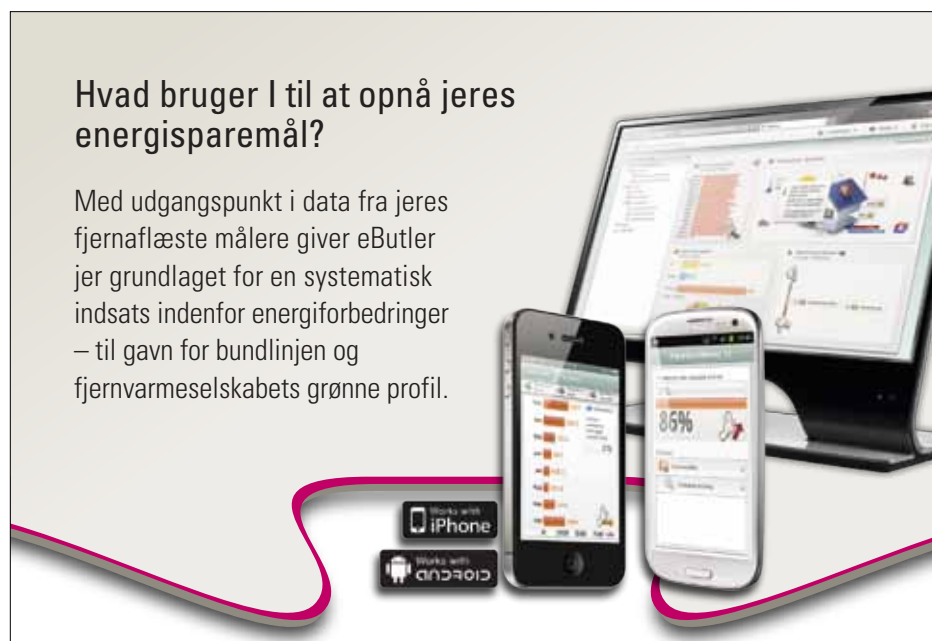 Hvad bruger I til at opnå jeres
energisparemål?
Med udgangspunkt i data fra jeres
fjernaflæste målere giver eButler
jer grundlaget for en systematisk
indsats indenfor energiforbedringer
– til gavn for bundlinjen og
fjernvarmeselskabets grønne profil.
86%
Works with
iPhone
Works with
ANDROID